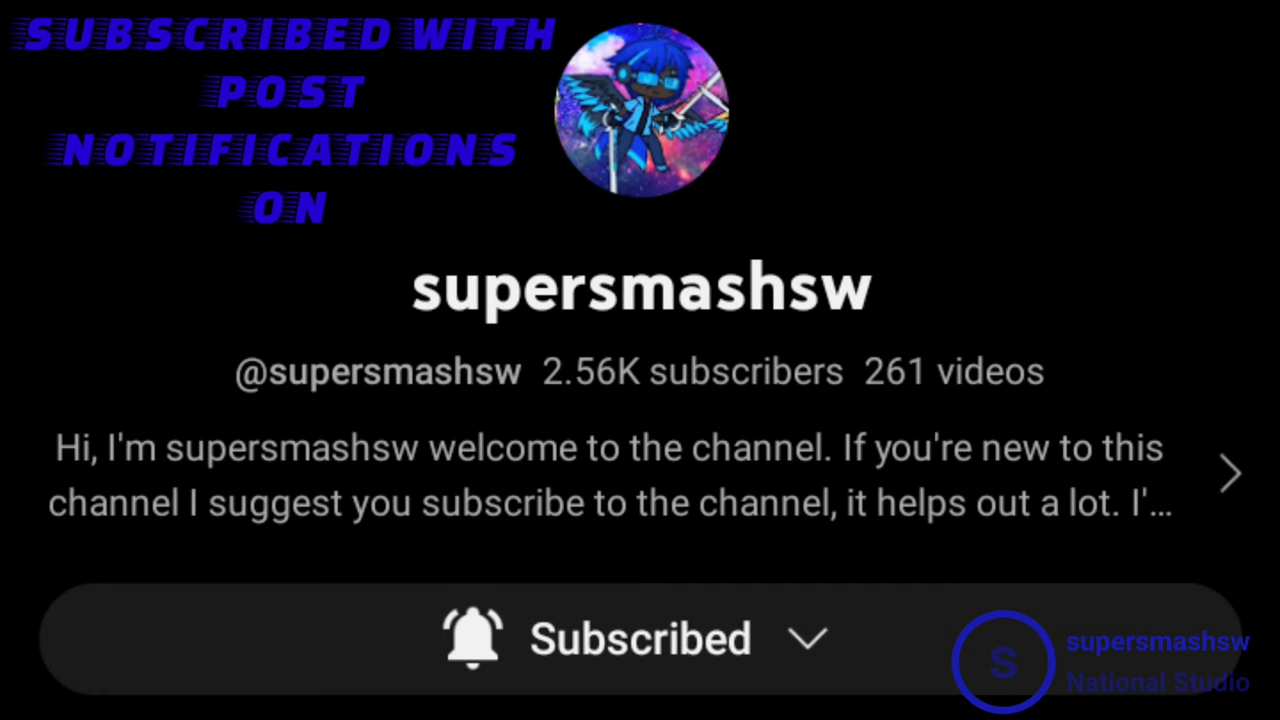 SUBSCRIBED WITH
POST
NOTIFICATIONS
ON
supersmashsw
@supersmashsw 2.56K subscribers 261 videos
Hi, I'm supersmashsw welcome to the channel. If you're new to this
channel I suggest you subscribe to the channel, it helps out a lot. I'...
Subscribed
S
supersmashsw
National Studio